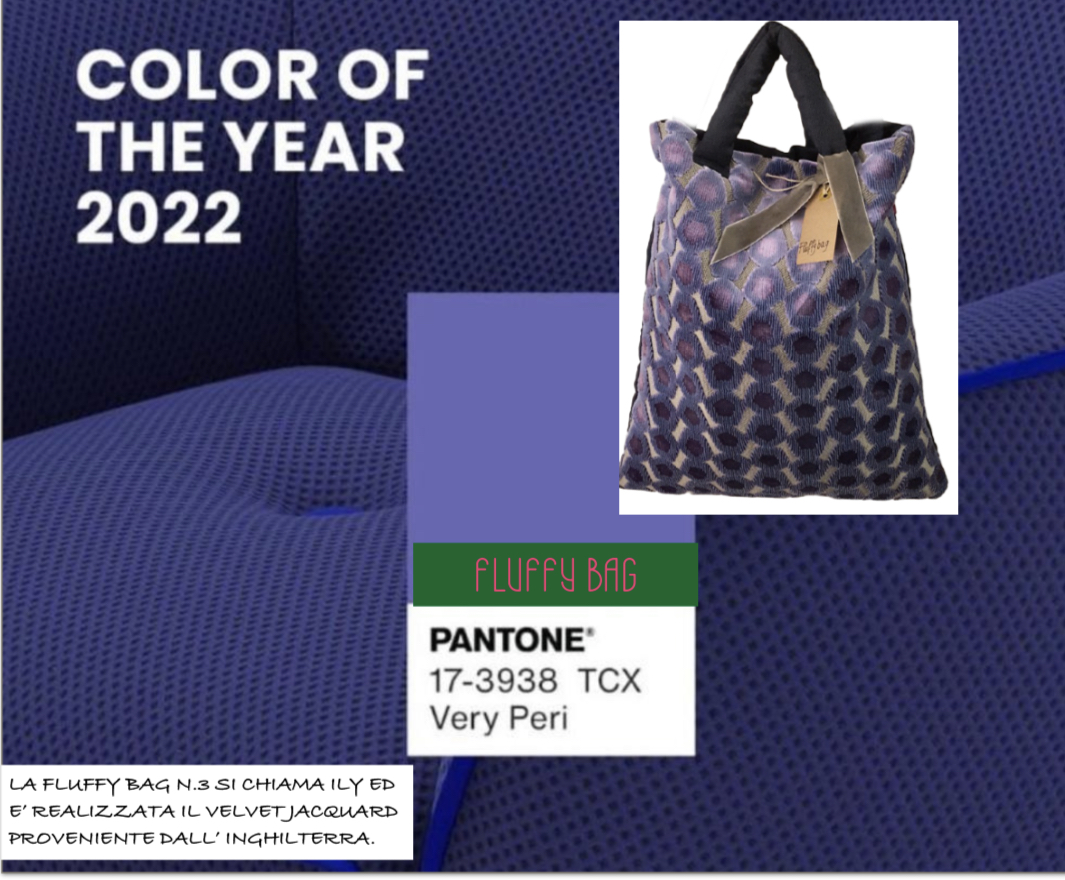 COLOR OF
THE YEAR
2022
Fluffybag
FLUFFY BAG
PANTONE®
17-3938 TCX
Very Peri
LA FLUFFY BAG N.3 SI CHIAMA ILY ED
E' REALIZZATA IL VELVET JACQUARD
PROVENIENTE DALL' INGHILTERRA.